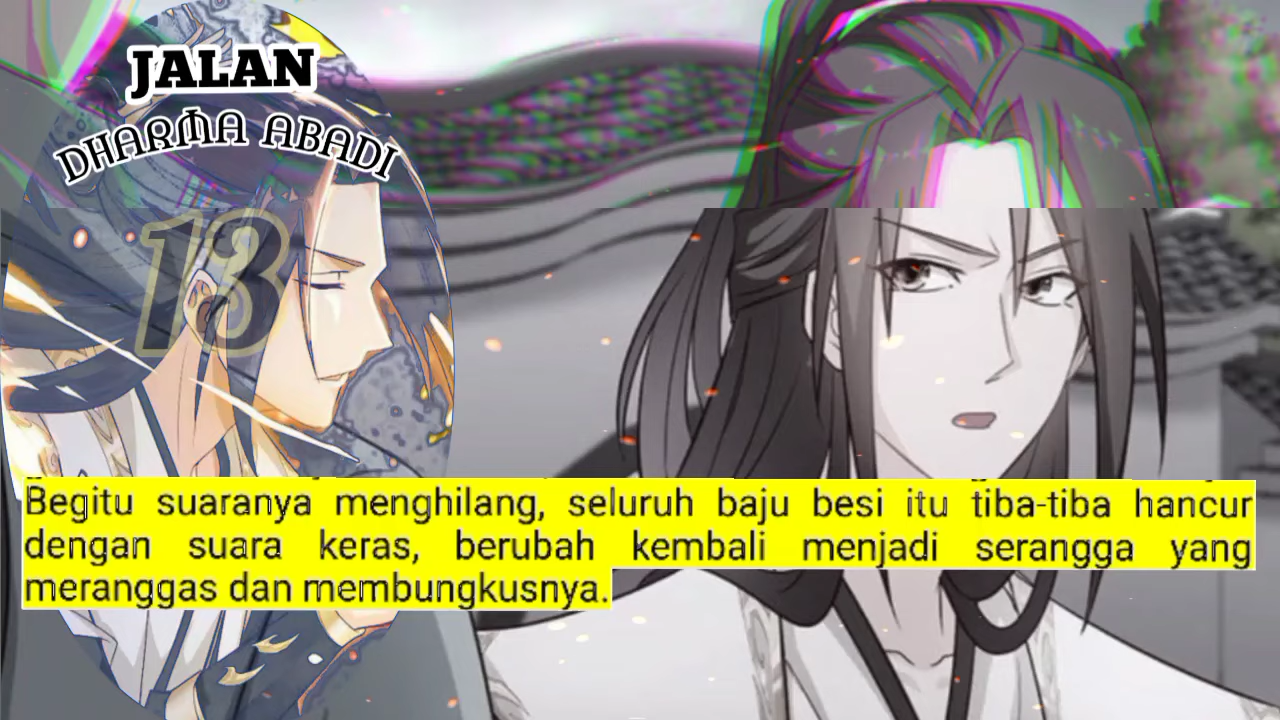 JALAN
DHARMA ABADI
13
Begitu suaranya menghilang, seluruh baju besi itu tiba-tiba hancur
dengan suara keras, berubah kembali menjadi serangga yang
meranggas dan membungkusnya.